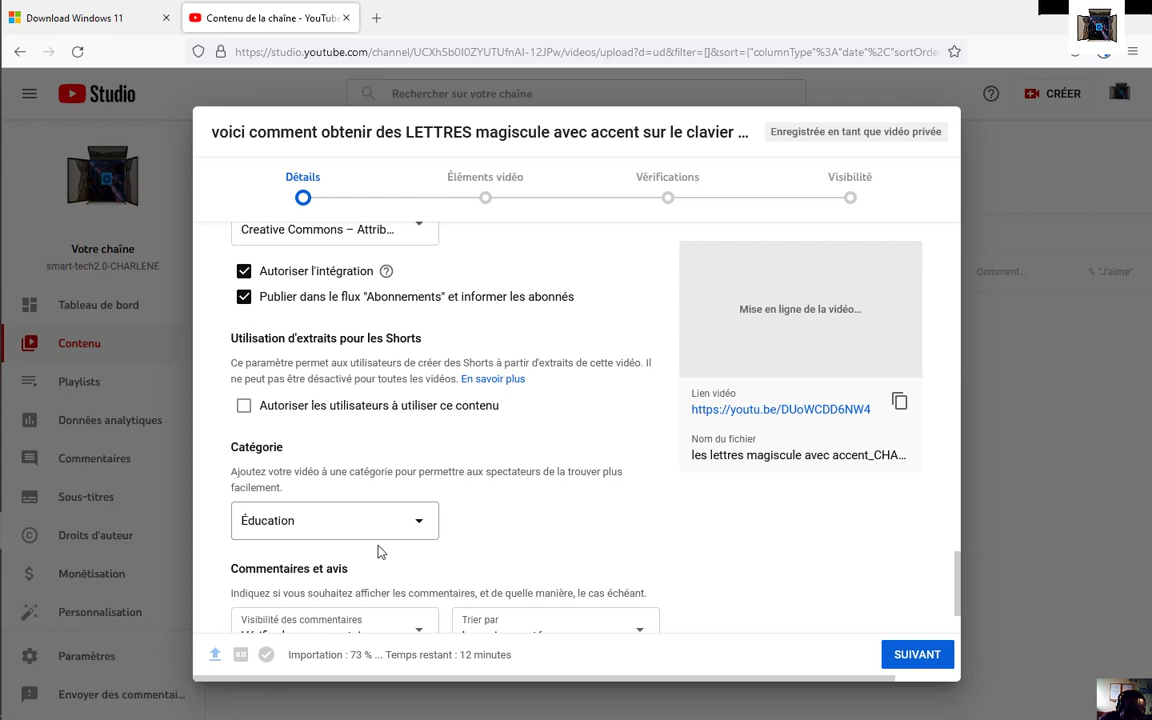 Download Windows 11
Contenu de la chaîne - YouTub
https://studio.youtube.com/channel/UCXh5b0I0ZYUTUfnAI-12JPw/videos/upload?d=ud&filter=[]&sort={"columnType"%3A"date"%2C"sortOrde
Studio
Rechercher sur votre chaîne
CRÉER
voici comment obtenir des LETTRES magiscule avec accent sur le clavier ...
Enregistrée en tant que vidéo privée
Détails
Éléments vidéo
Vérifications
Visibilité
Votre chaîne
smart-tech2.0-CHARLENE
Tableau de bord
Contenu
Playlists
Données analytiques
Commentaires
Sous-titres
Droits d'auteur
Monétisation
Personnalisation
Paramètres
Envoyer des commentai...
Creative Commons – Attrib...
Autoriser l'intégration
Publier dans le flux "Abonnements" et informer les abonnés
Utilisation d'extraits pour les Shorts
Ce paramètre permet aux utilisateurs de créer des Shorts à partir d'extraits de cette vidéo. Il
ne peut pas être désactivé pour toutes les vidéos. En savoir plus
Autoriser les utilisateurs à utiliser ce contenu
Catégorie
Ajoutez votre vidéo à une catégorie pour permettre aux spectateurs de la trouver plus
facilement.
Éducation
Commentaires et avis
Indiquez si vous souhaitez afficher les commentaires, et de quelle manière, le cas échéant.
Visibilité des commentaires
Trier par
Mise en ligne de la vidéo...
Lien vidéo
https://youtu.be/DUoWCDD6NW4
Nom du fichier
les lettres magiscule avec accent_CHA...
Comment...
% "J'aime"
Importation : 73 % ... Temps restant : 12 minutes
SUIVANT